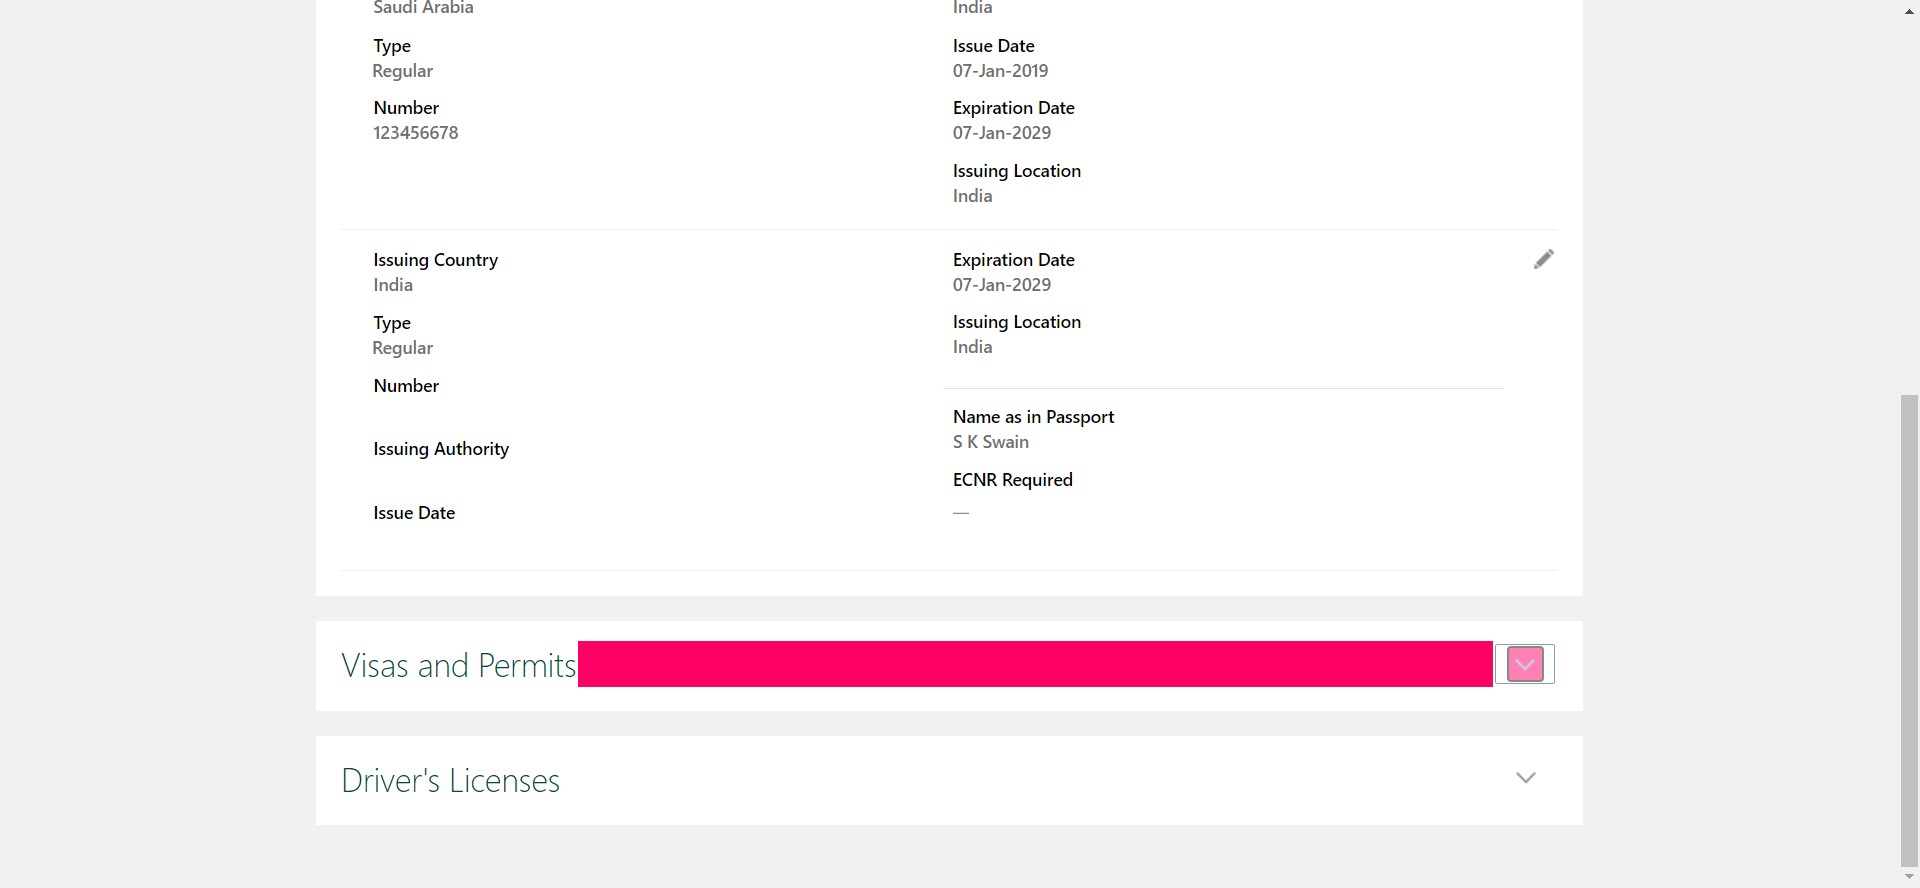 Saudi Arabia
India
Type
Regular
Issue Date
07-Jan-2019
Number
123456678
Expiration Date
07-Jan-2029
Issuing Location
India
Issuing Country
India
Type
Regular
Number
Issuing Authority
Issue Date
Expiration Date
07-Jan-2029
Issuing Location
India
Name as in Passport
S K Swain
ECNR Required
—
Visas and Permits
Driver's Licenses